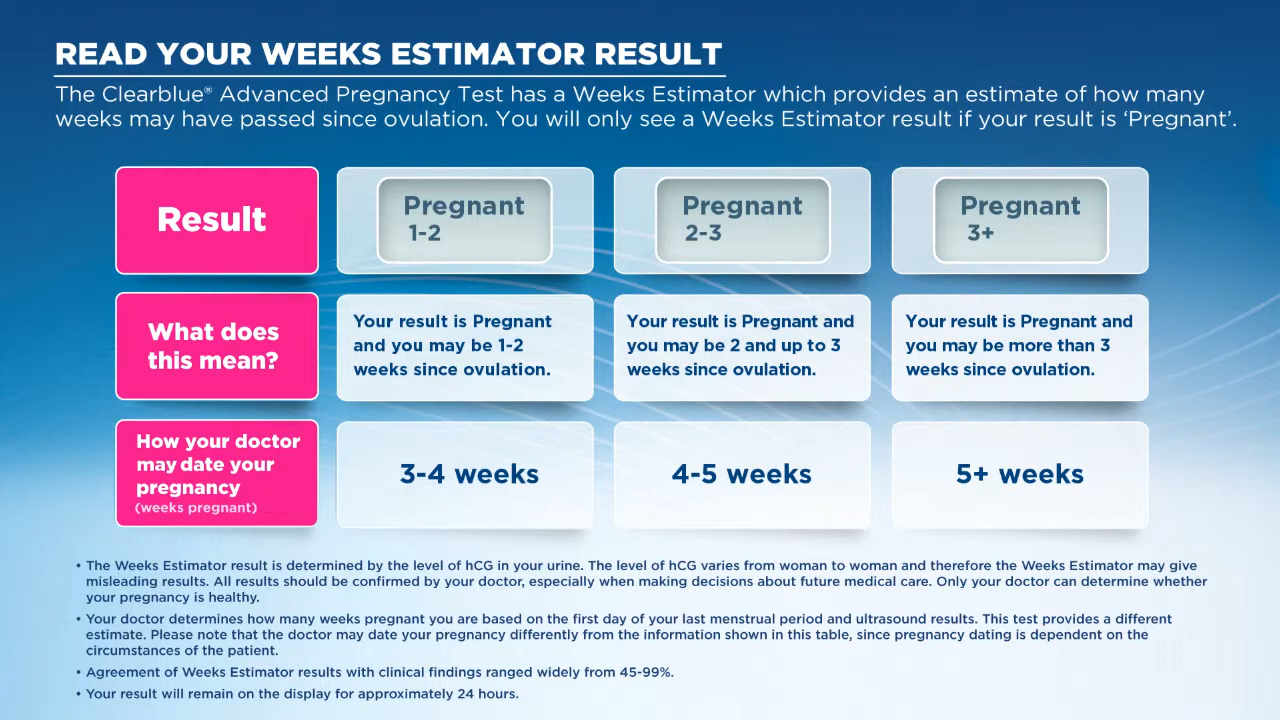 READ YOUR WEEKS ESTIMATOR RESULT
The Clearblue® Advanced Pregnancy Test has a Weeks Estimator which provides an estimate of how many
weeks may have passed since ovulation. You will only see a Weeks Estimator result if your result is ‘Pregnant’.
Result
Pregnant
1-2
Pregnant
2-3
Pregnant
3+
What does
this mean?
Your result is Pregnant
and you may be 1-2
weeks since ovulation.
Your result is Pregnant and
you may be 2 and up to 3
weeks since ovulation.
Your result is Pregnant and
you may be more than 3
weeks since ovulation.
How your doctor
may date your
pregnancy
(weeks pregnant)
3-4 weeks
4-5 weeks
5+ weeks
• The Weeks Estimator result is determined by the level of hCG in your urine. The level of hCG varies from woman to woman and therefore the Weeks Estimator may give
misleading results. All results should be confirmed by your doctor, especially when making decisions about future medical care. Only your doctor can determine whether
your pregnancy is healthy.
• Your doctor determines how many weeks pregnant you are based on the first day of your last menstrual period and ultrasound results. This test provides a different
estimate. Please note that the doctor may date your pregnancy differently from the information shown in this table, since pregnancy dating is dependent on the
circumstances of the patient.
• Agreement of Weeks Estimator results with clinical findings ranged widely from 45-99%.
• Your result will remain on the display for approximately 24 hours.